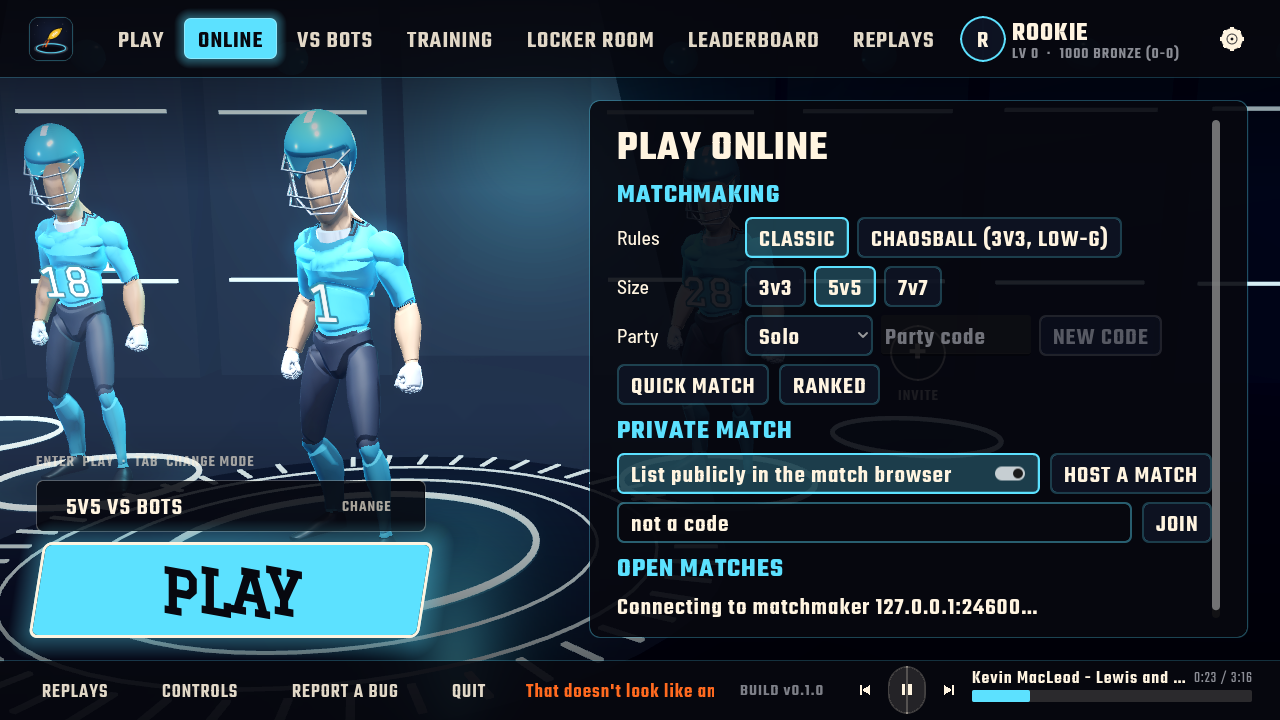 PLAY ONLINE VS BOTS TRAINING LOCKER ROOM LEADERBOARD REPLAYS R ROOKIE
LV 0 · 1000 BRONZE (0-0)
PLAY ONLINE
MATCHMAKING
Rules CLASSIC CHAOSBALL (3V3, LOW-G)
Size 3v3 5v5 7v7
Party Solo Party code NEW CODE
QUICK MATCH RANKED
INVITE
PRIVATE MATCH
List publicly in the match browser HOST A MATCH
not a code JOIN
OPEN MATCHES
Connecting to matchmaker 127.0.0.1:24600...
18
1
28
ENTER PLAY · TAB CHANGE MODE
5V5 VS BOTS CHANGE
PLAY
REPLAYS CONTROLS REPORT A BUG QUIT That doesn't look like an BUILD v0.1.0
Kevin MacLeod - Lewis and ... 0:23 / 3:16